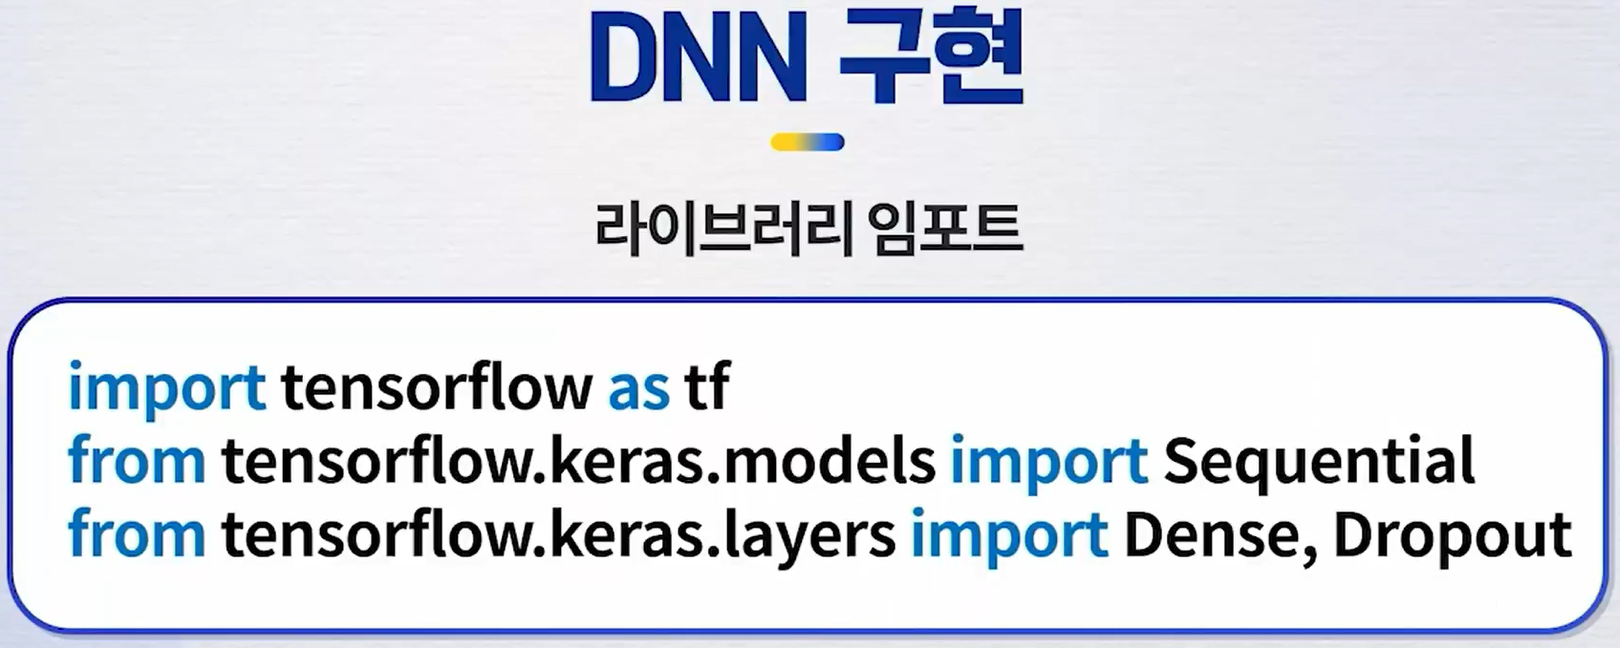 DNN 구현
라이브러리 임포트
import tensorflow as tf
from tensorflow.keras.models import Sequential
from tensorflow.keras.layers import Dense, Dropout